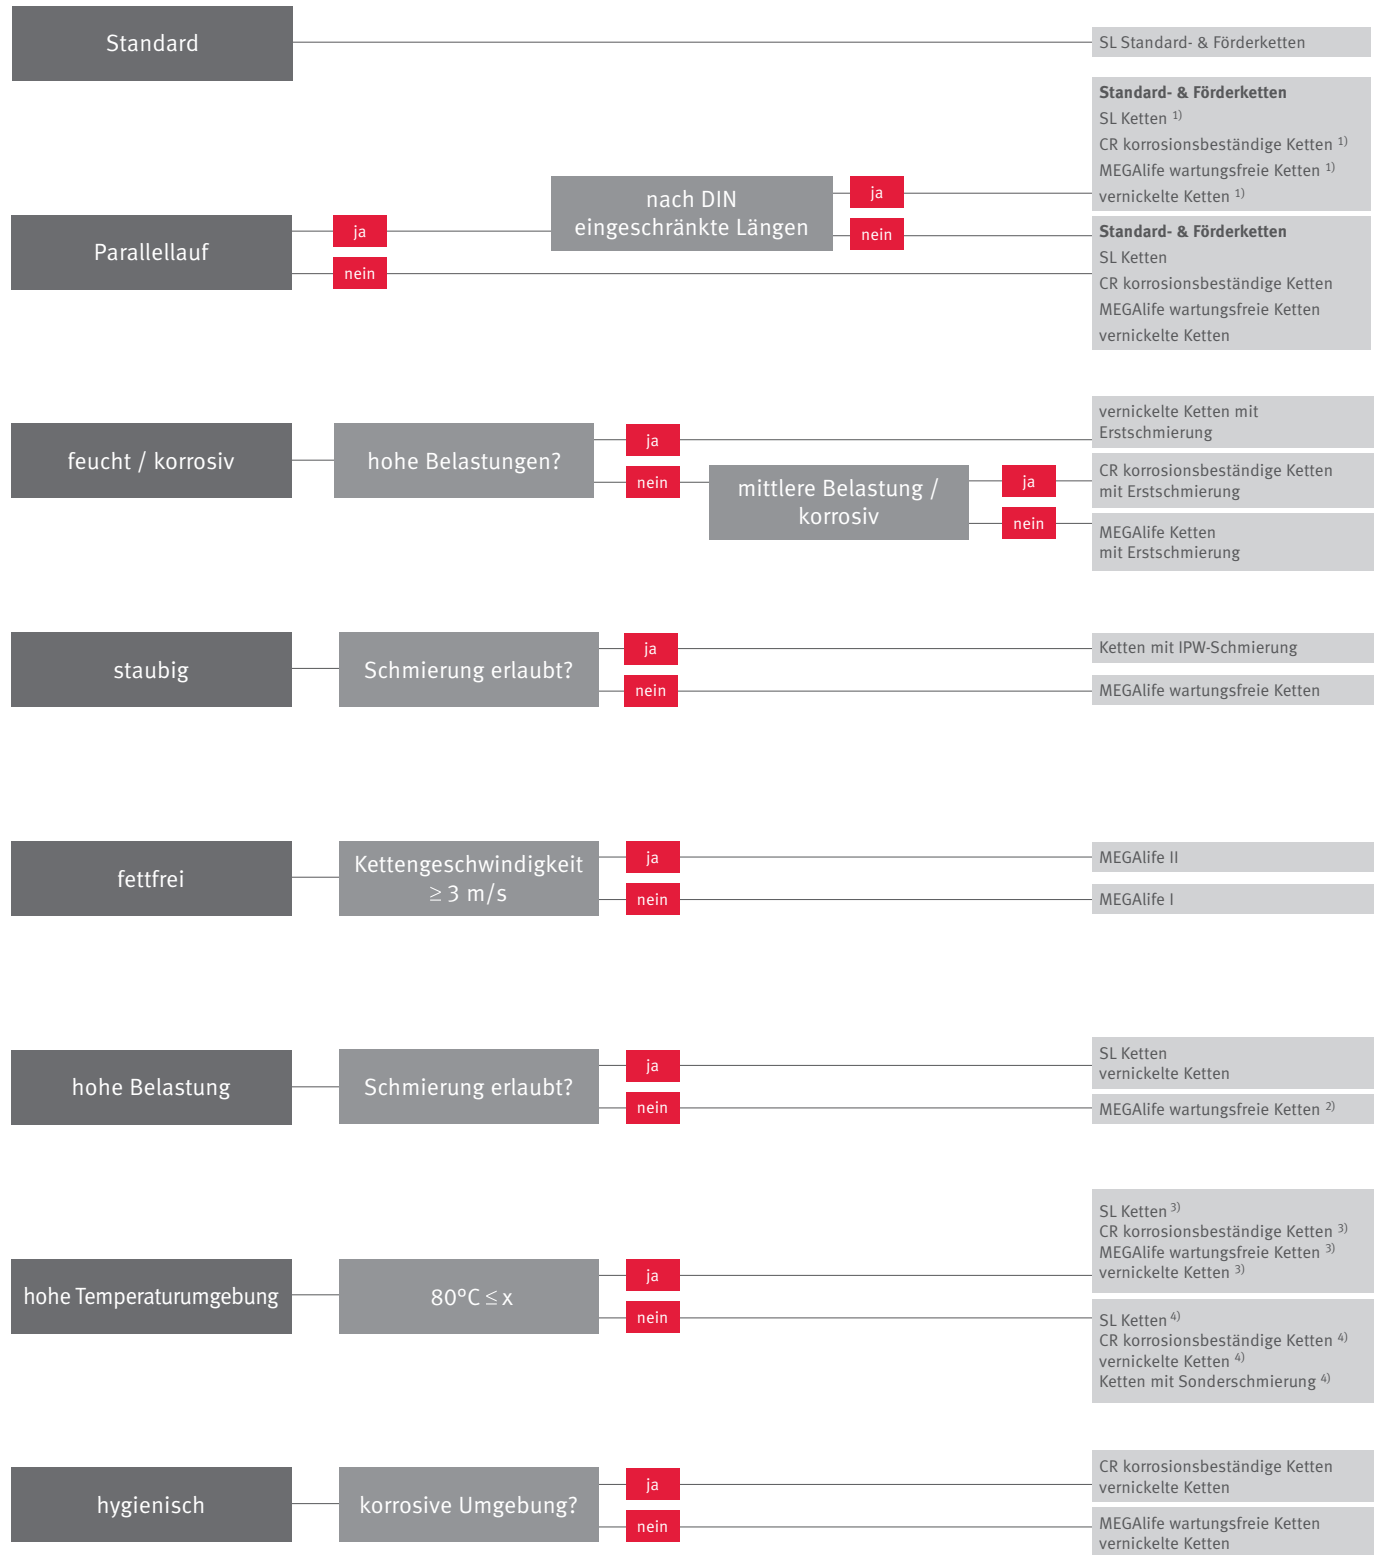 Standard
SL Standard- & Förderketten
Parallellauf
ja
nein
nach DIN
eingeschränkte Längen
ja
nein
Standard- & Förderketten
SL Ketten 1)
CR korrosionsbeständige Ketten 1)
MEGAlife wartungsfreie Ketten 1)
vernickelte Ketten 1)
Standard- & Förderketten
SL Ketten
CR korrosionsbeständige Ketten
MEGAlife wartungsfreie Ketten
vernickelte Ketten
feucht / korrosiv
hohe Belastungen?
ja
nein
mittlere Belastung /
korrosiv
ja
nein
vernickelte Ketten mit
Erstschmierung
CR korrosionsbeständige Ketten
mit Erstschmierung
MEGAlife Ketten
mit Erstschmierung
staubig
Schmierung erlaubt?
ja
nein
Ketten mit IPW-Schmierung
MEGAlife wartungsfreie Ketten
fettfrei
Kettengeschwindigkeit
≥ 3 m/s
ja
nein
MEGAlife II
MEGAlife I
hohe Belastung
Schmierung erlaubt?
ja
nein
SL Ketten
vernickelte Ketten
MEGAlife wartungsfreie Ketten 2)
hohe Temperaturumgebung
80°C ≤ x
ja
nein
SL Ketten 3)
CR korrosionsbeständige Ketten 3)
MEGAlife wartungsfreie Ketten 3)
vernickelte Ketten 3)
SL Ketten 4)
CR korrosionsbeständige Ketten 4)
vernickelte Ketten 4)
Ketten mit Sonderschmierung 4)
hygienisch
korrosive Umgebung?
ja
nein
CR korrosionsbeständige Ketten
vernickelte Ketten
MEGAlife wartungsfreie Ketten
vernickelte Ketten